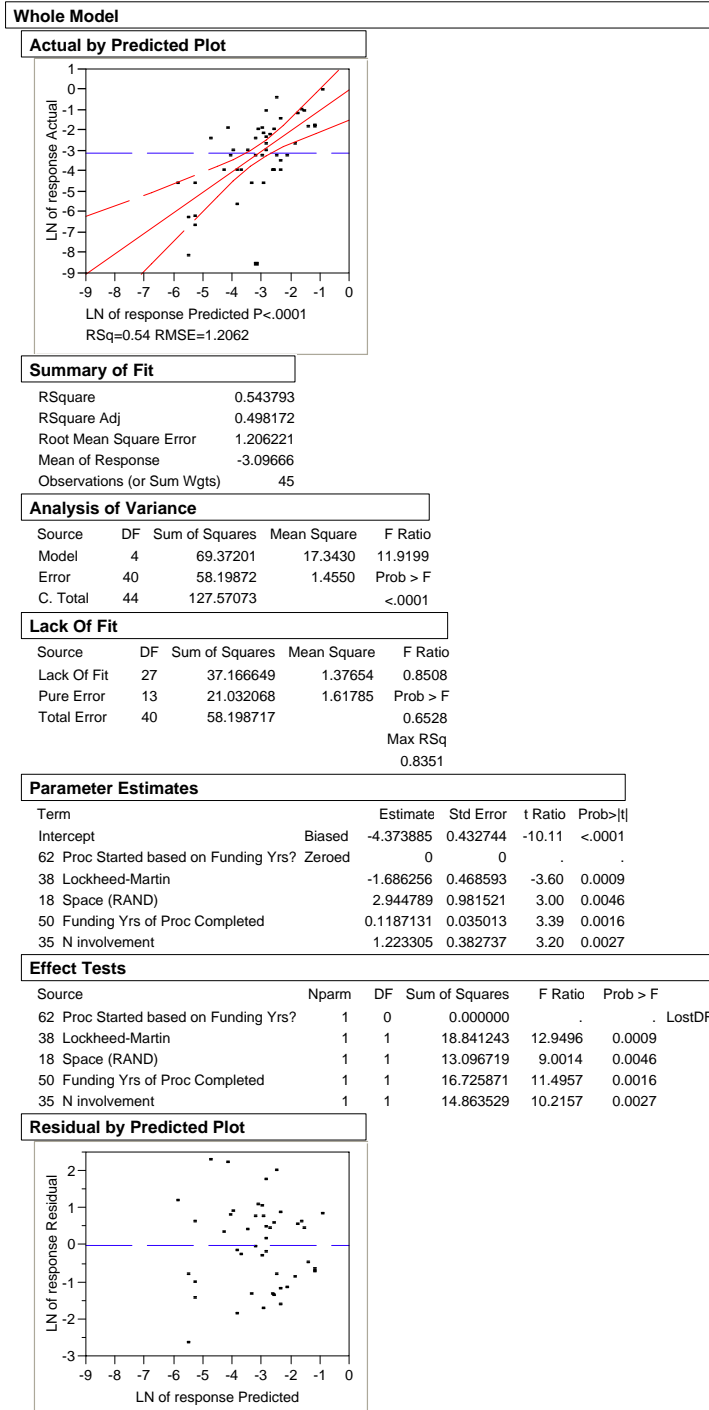 Whole Model
Actual by Predicted Plot
1
0
-1
-2
-3
-4
-5
-6
-7
-8
-9
LN of response Actual
-9 -8 -7 -6 -5 -4 -3 -2 -1 0
LN of response Predicted P<.0001
RSq=0.54 RMSE=1.2062
Summary of Fit
RSquare 0.543793
RSquare Adj 0.498172
Root Mean Square Error 1.206221
Mean of Response -3.09666
Observations (or Sum Wgts) 45
Analysis of Variance
Source DF Sum of Squares Mean Square F Ratio
Model 4 69.37201 17.3430 11.9199
Error 40 58.19872 1.4550 Prob > F
C. Total 44 127.57073 <.0001
Lack Of Fit
Source DF Sum of Squares Mean Square F Ratio
Lack Of Fit 27 37.166649 1.37654 0.8508
Pure Error 13 21.032068 1.61785 Prob > F
Total Error 40 58.198717 0.6528
Max RSq
0.8351
Parameter Estimates
Term Estimate Std Error t Ratio Prob>|t|
Intercept Biased -4.373885 0.432744 -10.11 <.0001
62 Proc Started based on Funding Yrs? Zeroed 0 0 . .
38 Lockheed-Martin -1.686256 0.468593 -3.60 0.0009
18 Space (RAND) 2.944789 0.981521 3.00 0.0046
50 Funding Yrs of Proc Completed 0.1187131 0.035013 3.39 0.0016
35 N involvement 1.223305 0.382737 3.20 0.0027
Effect Tests
Source Nparm DF Sum of Squares F Ratio Prob > F
62 Proc Started based on Funding Yrs? 1 0 0.000000 . . LostDF
38 Lockheed-Martin 1 1 18.841243 12.9496 0.0009
18 Space (RAND) 1 1 13.096719 9.0014 0.0046
50 Funding Yrs of Proc Completed 1 1 16.725871 11.4957 0.0016
35 N involvement 1 1 14.863529 10.2157 0.0027
Residual by Predicted Plot
2
1
0
-1
-2
-3
LN of response Residual
-9 -8 -7 -6 -5 -4 -3 -2 -1 0
LN of response Predicted